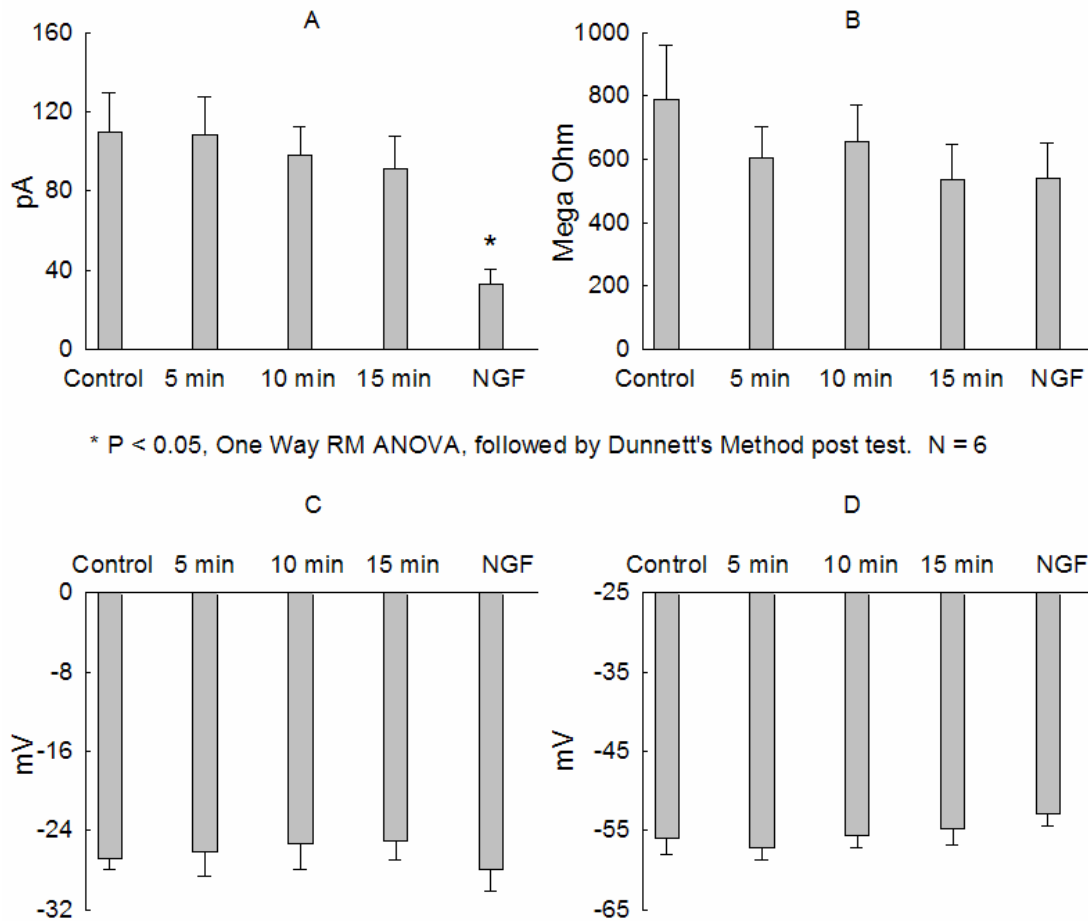 A
160
120
80
40
0
pA
*
Control 5 min 10 min 15 min NGF
B
1000
800
600
400
200
0
Mega Ohm
Control 5 min 10 min 15 min NGF
* P < 0.05, One Way RM ANOVA, followed by Dunnett's Method post test. N = 6
C
Control 5 min 10 min 15 min NGF
0
-8
-16
-24
-32
mV
D
Control 5 min 10 min 15 min NGF
-25
-35
-45
-55
-65
mV